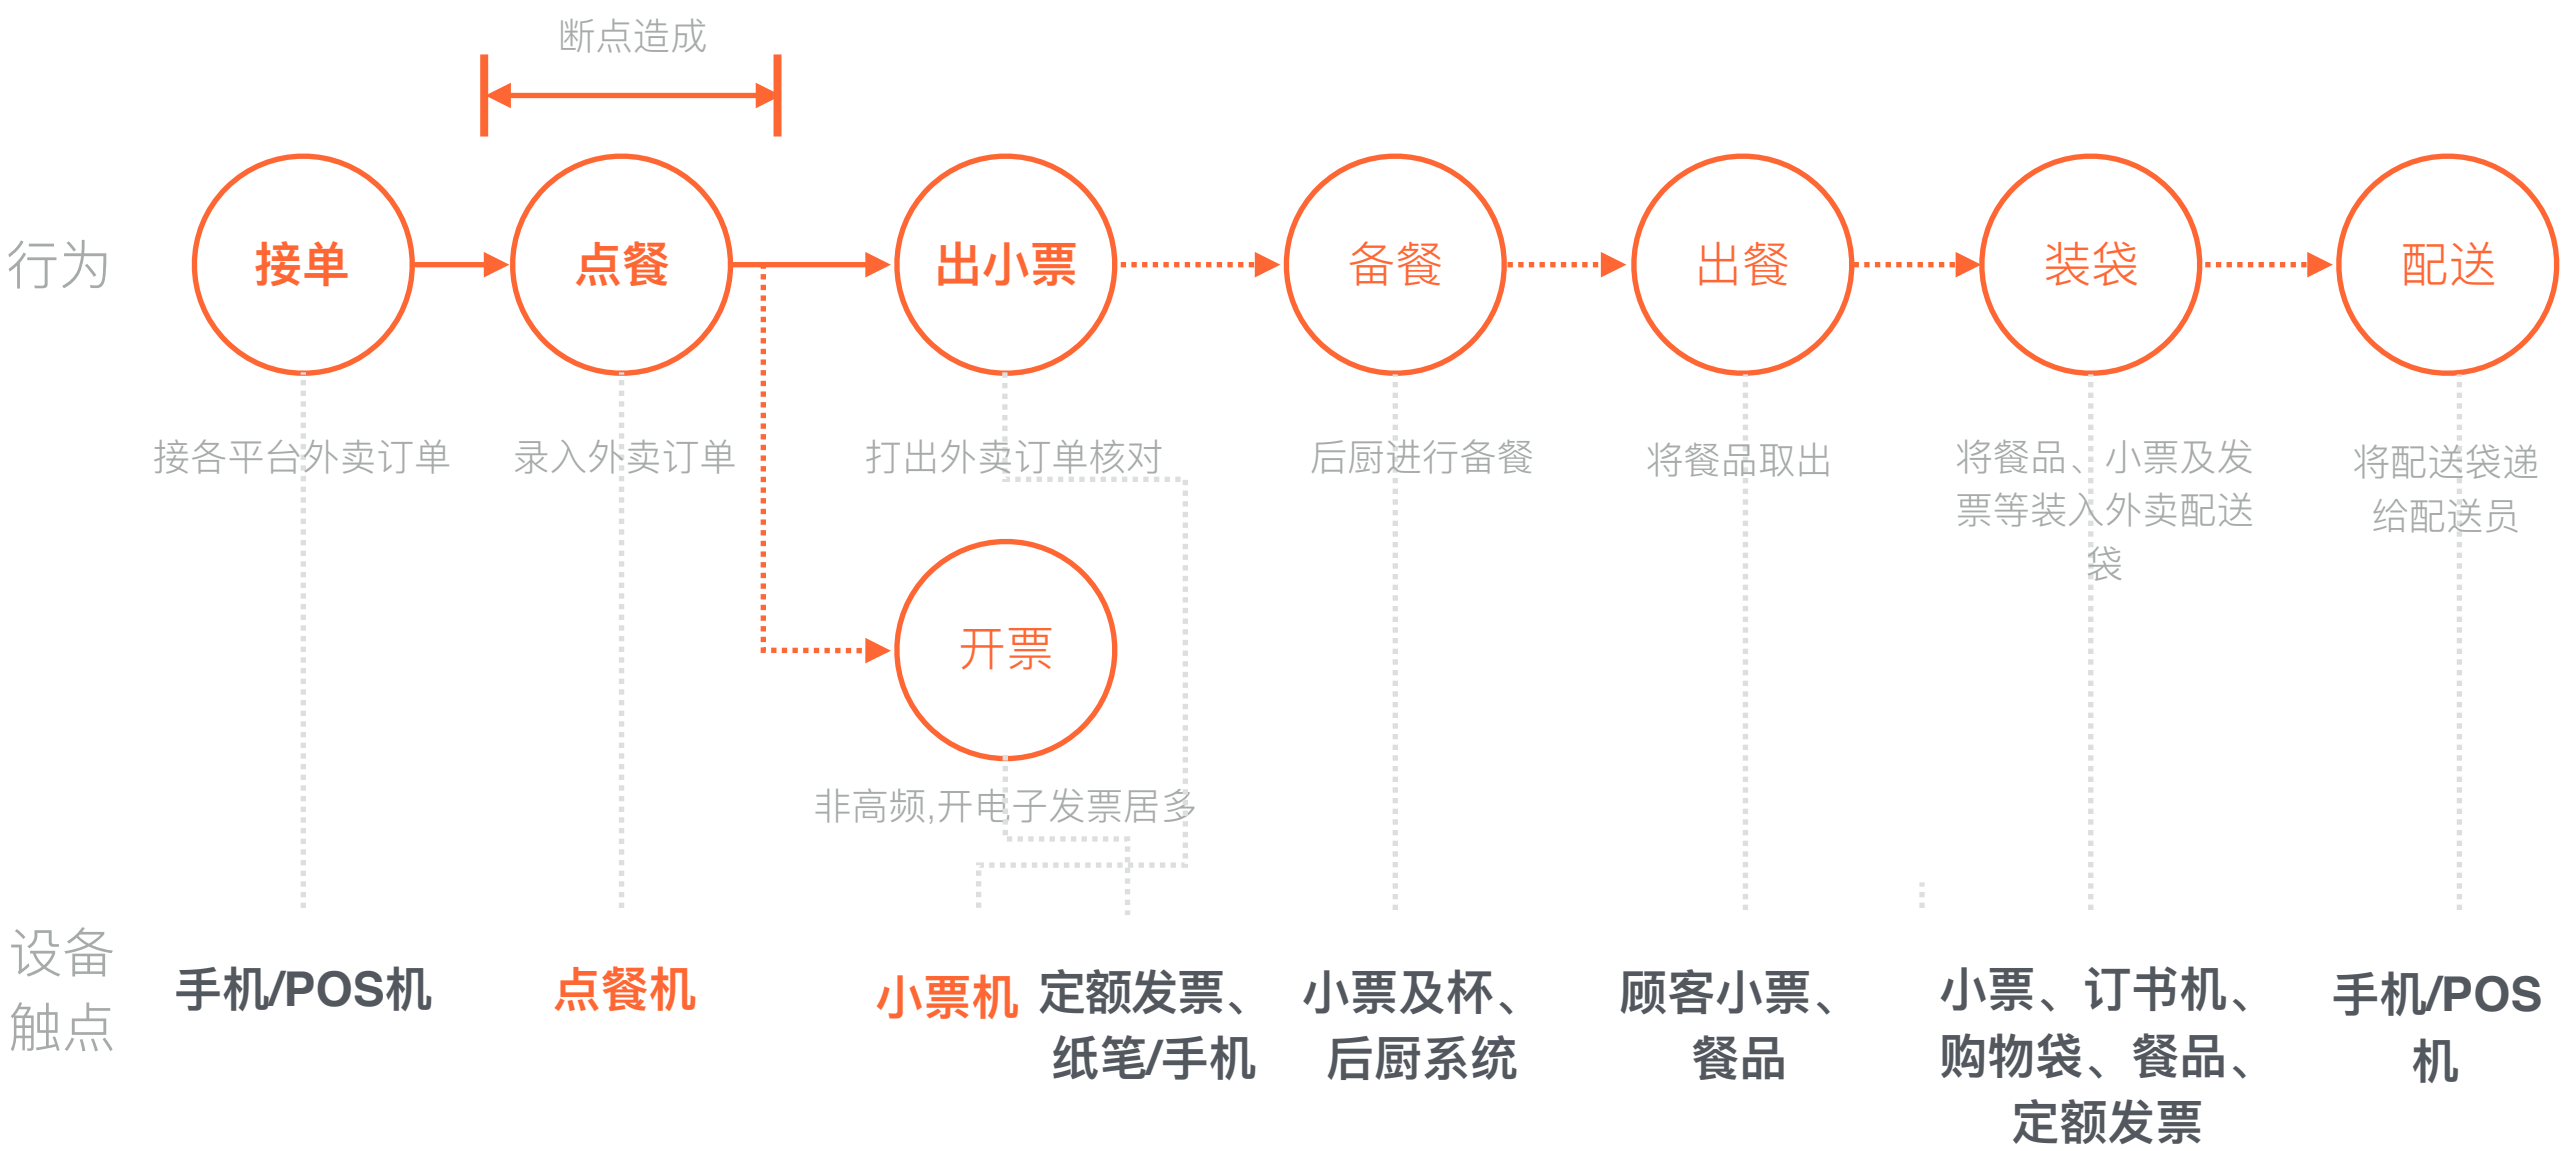 断点造成
行为
接单
点餐
出小票
备餐
出餐
装袋
配送
接各平台外卖订单
录入外卖订单
打出外卖订单核对
后厨进行备餐
将餐品取出
将餐品、小票及发
票等装入外卖配送
袋
将配送袋递
给配送员
开票
非高频,开电子发票居多
设备
触点
手机/POS机
点餐机
小票机
定额发票、
纸笔/手机
小票及杯、
后厨系统
顾客小票、
餐品
小票、订书机、
购物袋、餐品、
定额发票
手机/POS
机